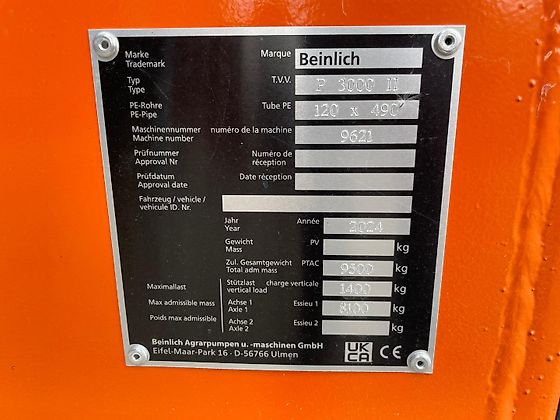 Marke Marque Beinlich
Trademark
Typ T.V.V. P 3000 II
Type
PE-Rohre Tube PE 120 x 490
PE-Pipe
Maschinennummer numéro de la machine 9621
Machine number
Prüfnummer Numéro de
Approval Nr réception
Prüfdatum Date réception
Approval date
Fahrzeug / vehicle /
vehicule ID. Nr.
Jahr Année 2024
Year
Gewicht PV kg
Mass
Zul. Gesamtgewicht PTAC 9500 kg
Total adm mass
Maximallast Stützlast charge verticale 1400 kg
vertical load
Max admissible mass Achse 1 Essieu 1 8100 kg
Axle 1
Poids max admissible Achse 2 Essieu 2 kg
Axle 2
Beinlich Agrarpumpen u. -maschinen GmbH
Eifel-Maar-Park 16 · D-56766 Ulmen
UK
CA CE